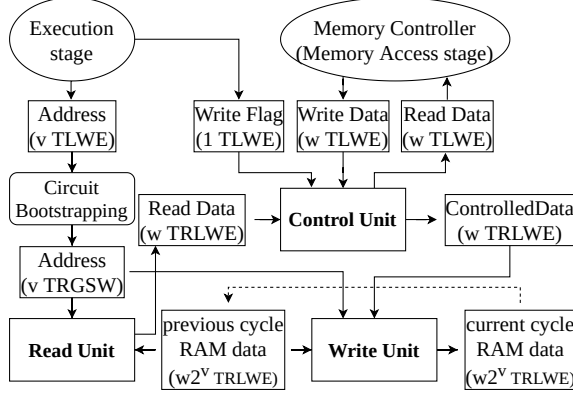 Execution
stage
Memory Controller
(Memory Access stage)
Address
(v TLWE)
Write Flag
(1 TLWE)
Write Data
(w TLWE)
Read Data
(w TLWE)
Circuit
Bootstrapping
Read Data
(w TRLWE)
Control Unit
ControlledData
(w TRLWE)
Address
(v TRGSW)
Read Unit
previous cycle
RAM data
(w2^v TRLWE)
Write Unit
current cycle
RAM data
(w2^v TRLWE)